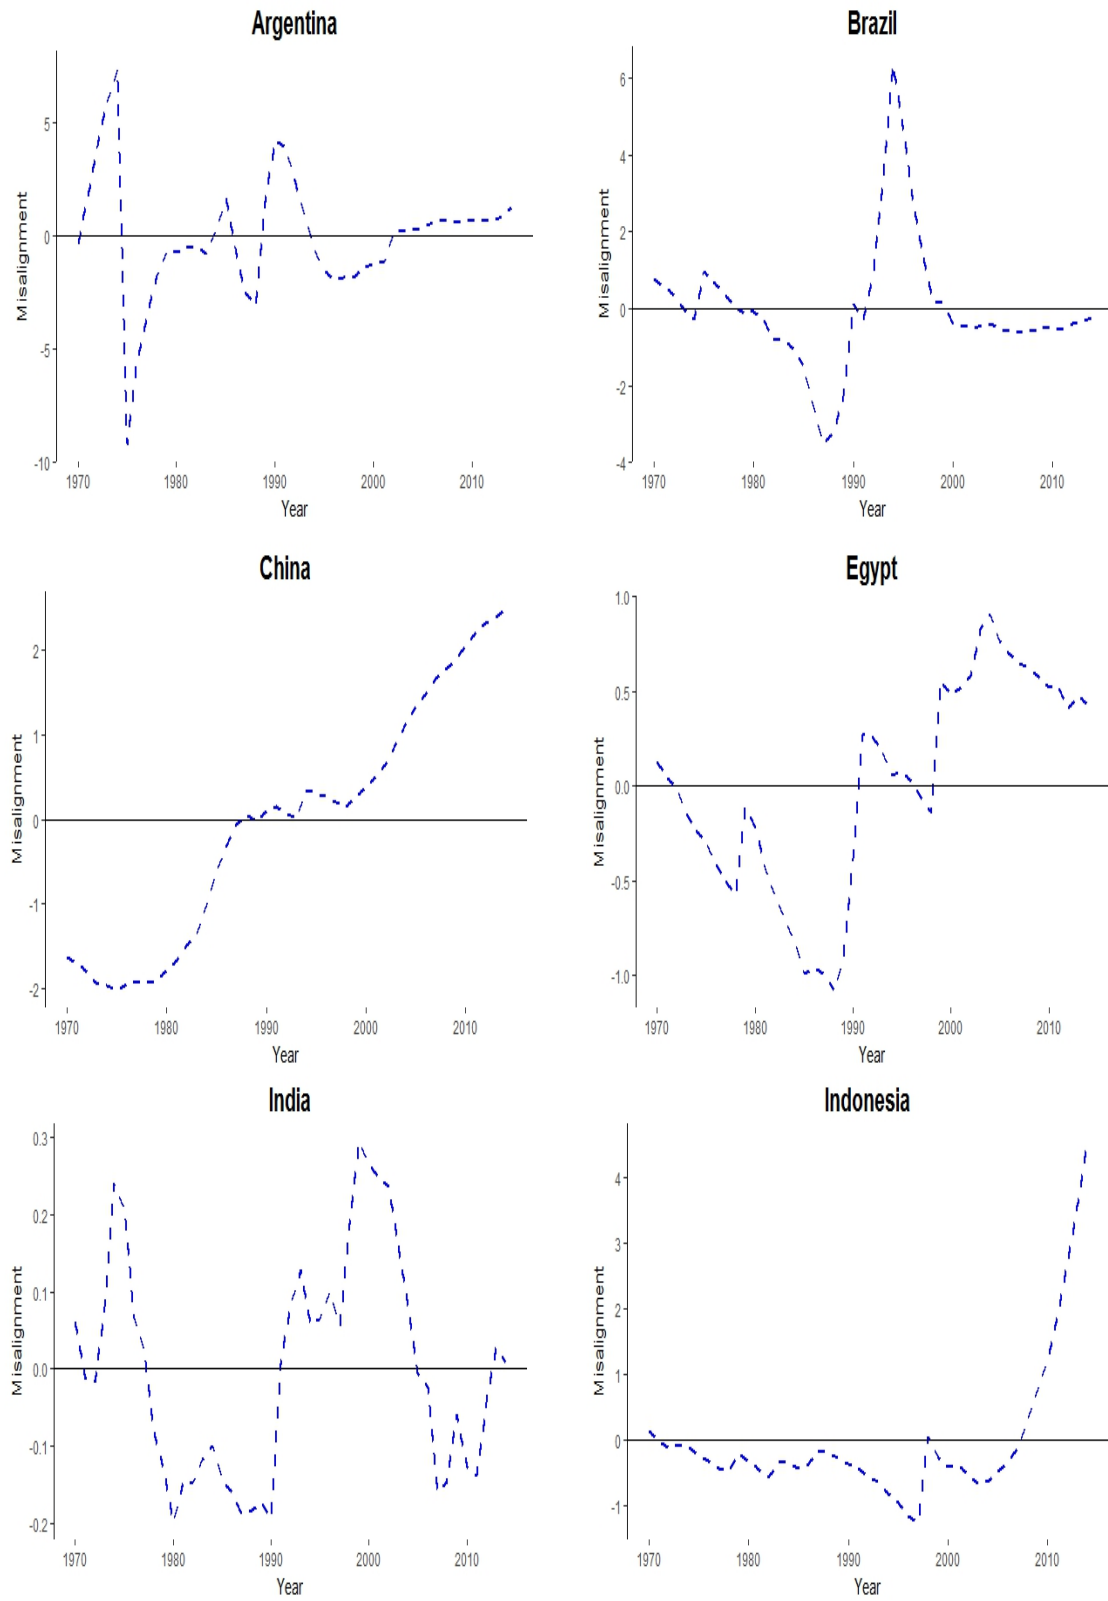 Argentina
Misalignment
5
0
-5
-10
1970 1980 1990 2000 2010
Year
Brazil
Misalignment
6
4
2
0
-2
-4
1970 1980 1990 2000 2010
Year
China
Misalignment
2
1
0
-1
-2
1970 1980 1990 2000 2010
Year
Egypt
Misalignment
1.0
0.5
0.0
-0.5
-1.0
1970 1980 1990 2000 2010
Year
India
Misalignment
0.3
0.2
0.1
0.0
-0.1
-0.2
1970 1980 1990 2000 2010
Year
Indonesia
Misalignment
4
3
2
1
0
-1
1970 1980 1990 2000 2010
Year